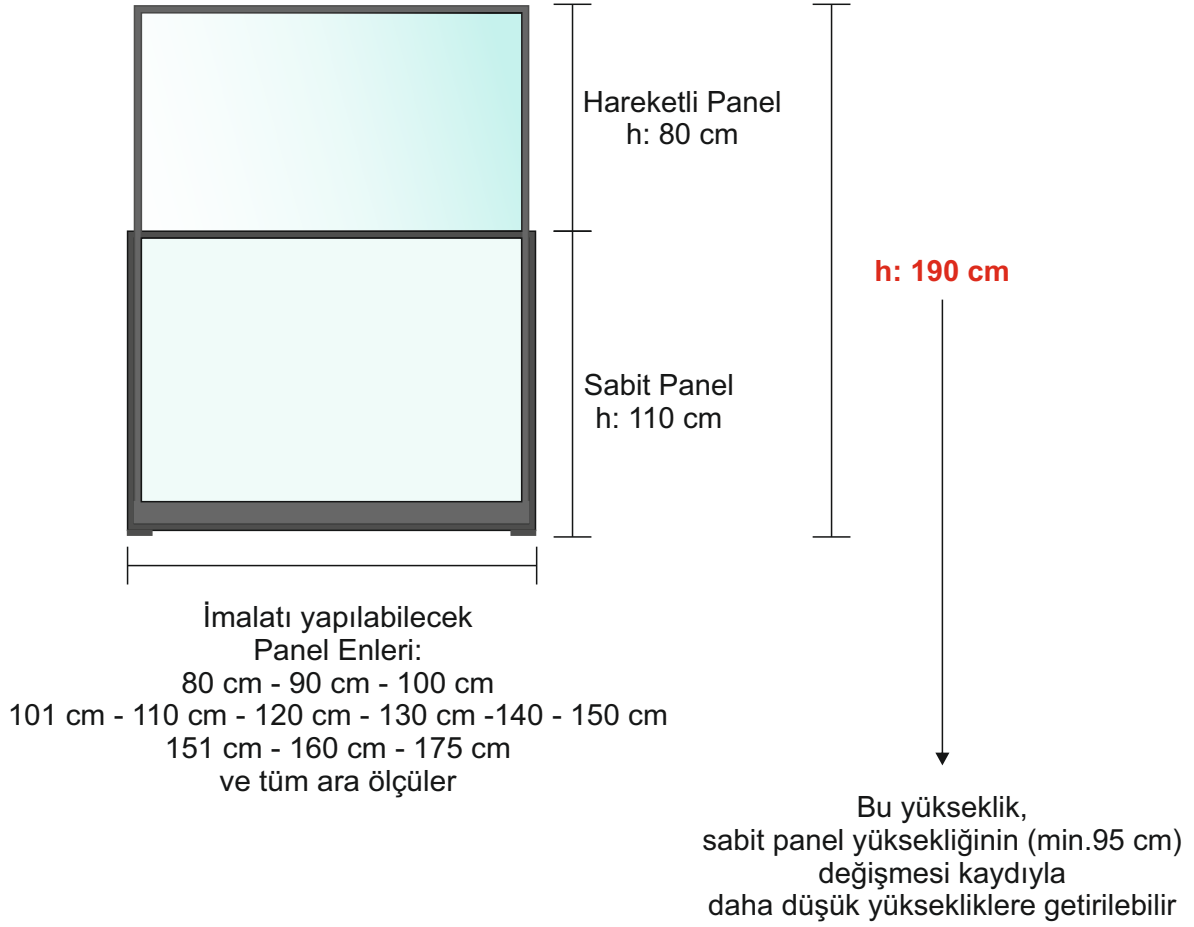 Hareketli Panel
h: 80 cm
h: 190 cm
Sabit Panel
h: 110 cm
İmalatı yapılabilecek
Panel Enleri:
80 cm - 90 cm - 100 cm
101 cm - 110 cm - 120 cm - 130 cm -140 - 150 cm
151 cm - 160 cm - 175 cm
ve tüm ara ölçüler
Bu yükseklik,
sabit panel yüksekliğinin (min.95 cm)
değişmesi kaydıyla
daha düşük yüksekliklere getirilebilir